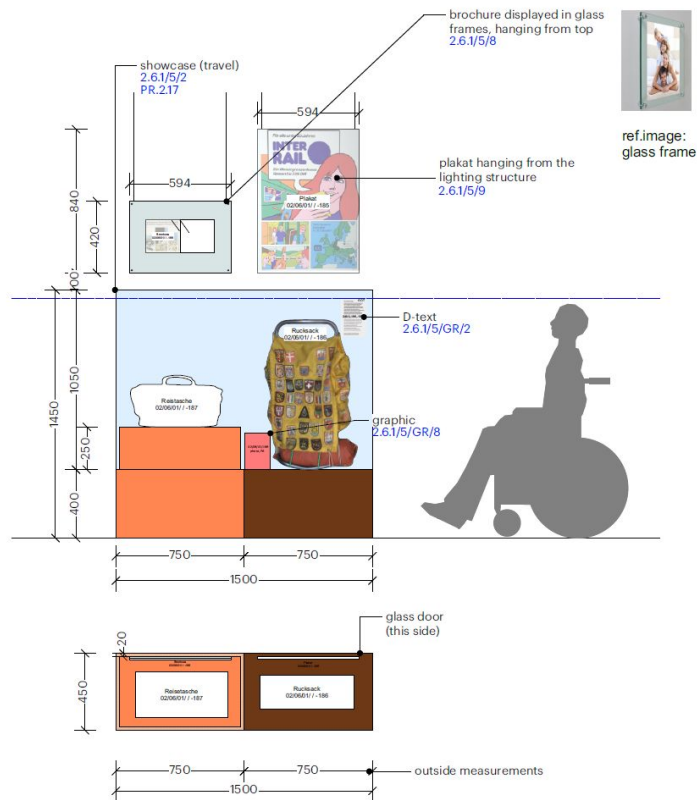 brochure displayed in glass
frames, hanging from top
2.6.1/5/8
showcase (travel)
2.6.1/5/2
PR.2.17
594
ref.image:
glass frame
INTER
RAIL
plakat hanging from the
lighting structure
2.6.1/5/9
Plakat
02/06/01/ / -185
594
840
420
D-text
2.6.1/5/GR/2
Rucksack
02/06/01/ / -186
Reistasche
02/06/01/ / -187
graphic
2.6.1/5/GR/8
1450
1050
250
400
750
750
1500
glass door
(this side)
20
450
Reisetasche
02/06/01/ / -187
Rucksack
02/06/01/ / -186
750
750
outside measurements
1500